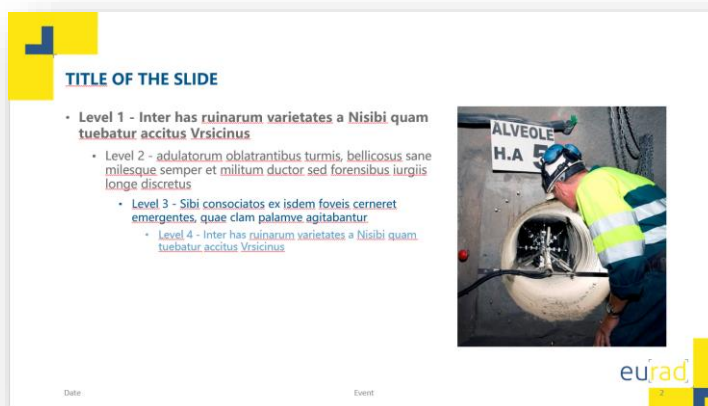 TITLE OF THE SLIDE
• Level 1 - Inter has ruinarum varietates a Nisibi quam
tuebatur accitus Vrsicinus
• Level 2 - adulatorum oblatrantibus turmis, bellicosus sane
milesque semper et militum ductor sed forensibus iurgiis
longe discretus
• Level 3 - Sibi consociatos ex isdem foveis cerneret
emergentes, quae clam palamve agitabantur
• Level 4 - Inter has ruinarum varietates a Nisibi quam
tuebatur accitus Vrsicinus
ALVEOLE
H.A 5
eurad
Date
Event
2